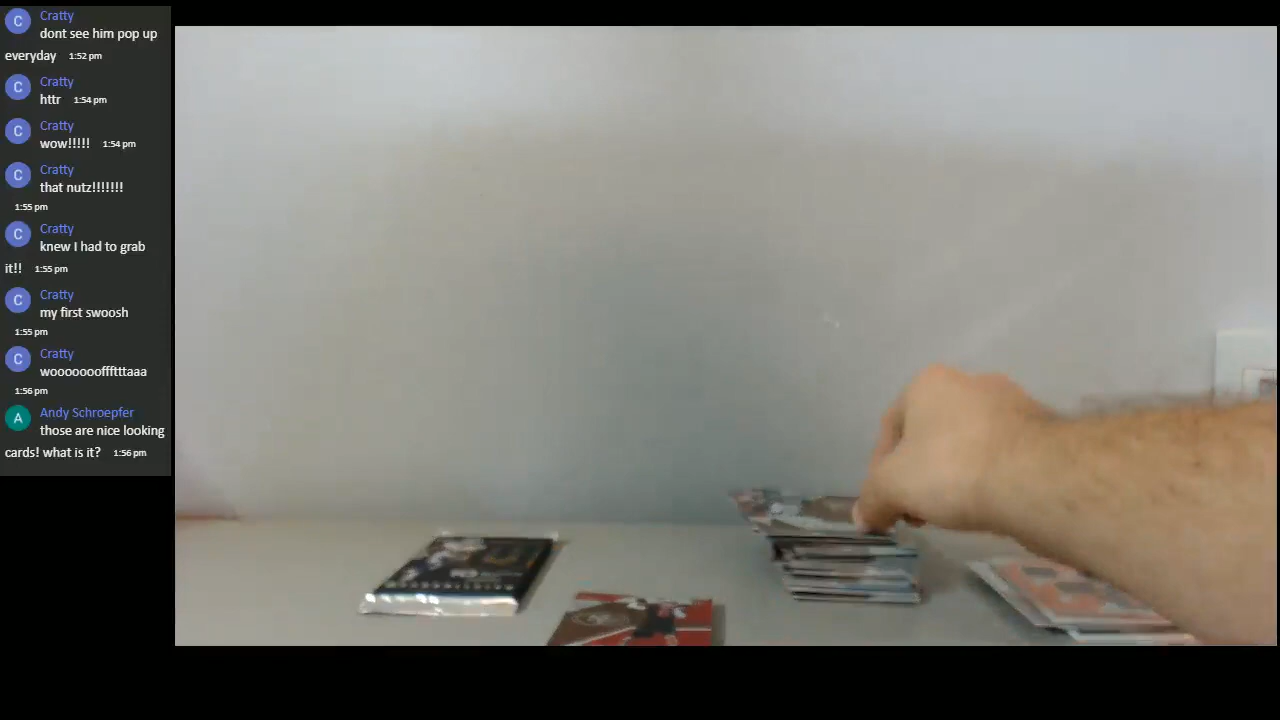 C
Cratty
dont see him pop up
everyday 1:52 pm
C
Cratty
httr 1:54 pm
C
Cratty
wow!!!!! 1:54 pm
C
Cratty
that nutz!!!!!!!
1:55 pm
C
Cratty
knew I had to grab
it!! 1:55 pm
C
Cratty
my first swoosh
1:55 pm
C
Cratty
wooooooofffttaaa
1:56 pm
A
Andy Schroepfer
those are nice looking
cards! what is it? 1:56 pm